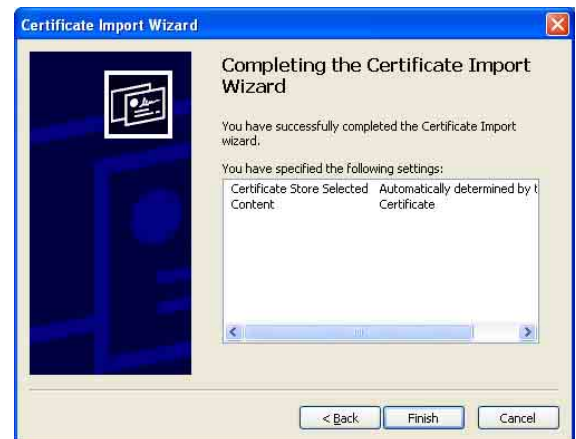 Certificate Import Wizard
Completing the Certificate Import
Wizard
You have successfully completed the Certificate Import
wizard.
You have specified the following settings:
Certificate Store Selected Automatically determined by t
Content Certificate
< Back Finish Cancel